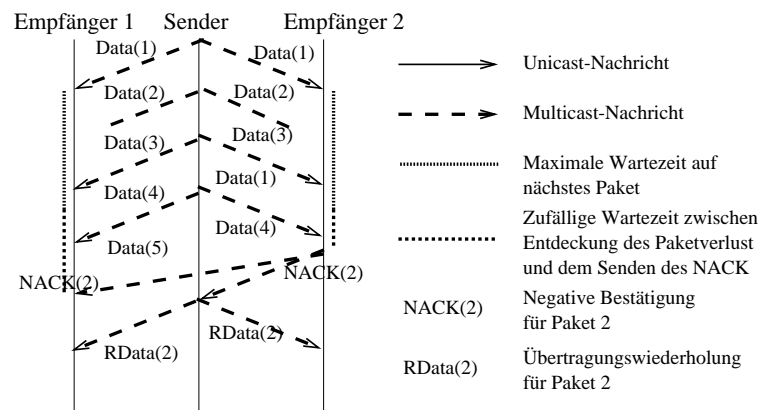 Empfänger 1 Sender Empfänger 2
Data(1) Data(1)
Data(2) Data(2)
Data(3) Data(3)
Data(4) Data(1)
Data(5) Data(4)
NACK(2) NACK(2)
RData(2) RData(2)
Unicast-Nachricht
Multicast-Nachricht
Maximale Wartezeit auf
nächstes Paket
Zufällige Wartezeit zwischen
Entdeckung des Paketverlust
und dem Senden des NACK
NACK(2) Negative Bestätigung
für Paket 2
RData(2) Übertragungswiederholung
für Paket 2